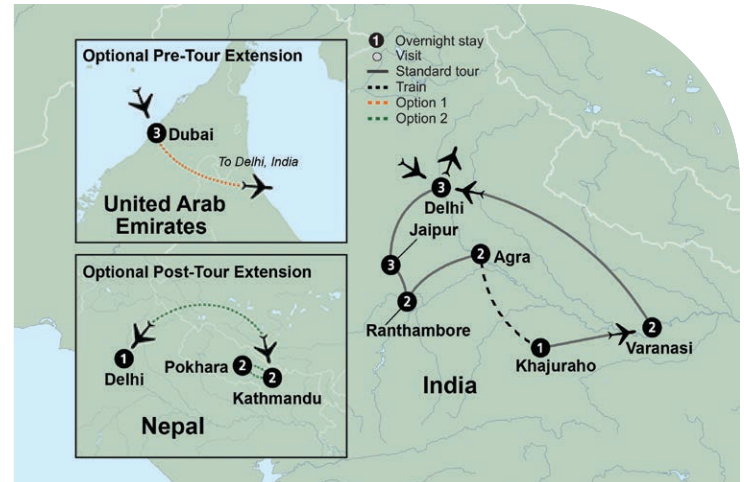 Optional Pre-Tour Extension
3 Dubai
To Delhi, India
United Arab
Emirates
Optional Post-Tour Extension
1
Delhi
Pokhara 2
2
Kathmandu
Nepal
1 Overnight stay
Visit
Standard tour
Train
Option 1
Option 2
3
Delhi
Jaipur
3
2 Agra
2
Ranthambore
1
Khajuraho
2
Varanasi
India